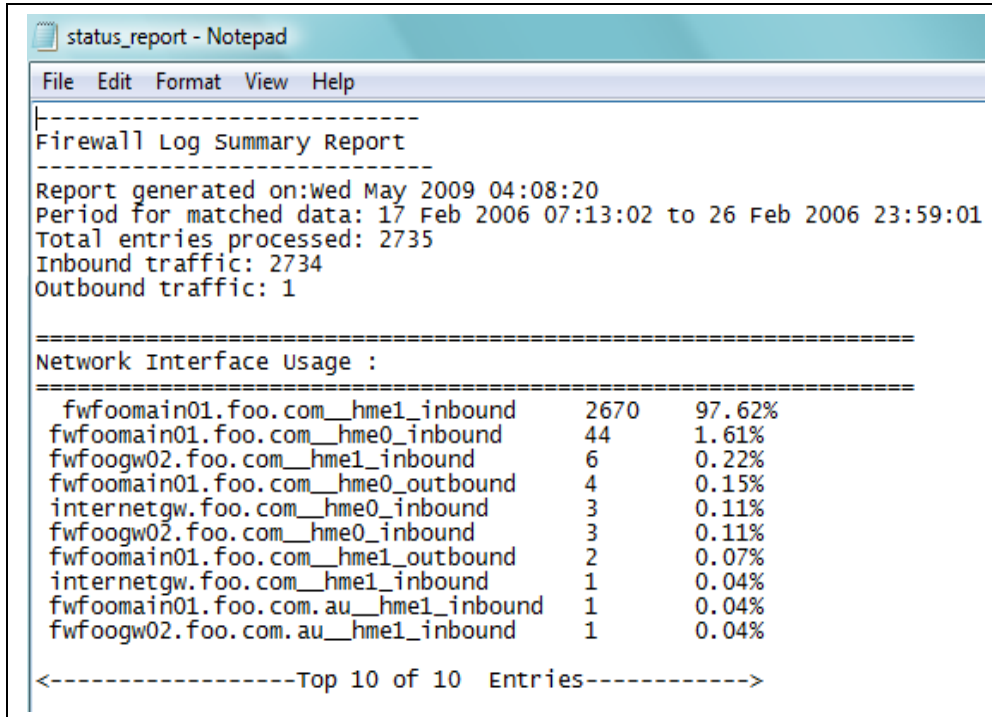 status_report - Notepad
File Edit Format View Help
----------------------------
Firewall Log Summary Report
-----------------------------
Report generated on:Wed May 2009 04:08:20
Period for matched data: 17 Feb 2006 07:13:02 to 26 Feb 2006 23:59:01
Total entries processed: 2735
Inbound traffic: 2734
Outbound traffic: 1
================================================================
Network Interface Usage :
================================================================
fwfoomain01.foo.com__hme1_inbound 2670 97.62%
fwfoomain01.foo.com__hme0_inbound 44 1.61%
fwfoogw02.foo.com__hme1_inbound 6 0.22%
fwfoomain01.foo.com__hme0_outbound 4 0.15%
internetgw.foo.com__hme0_inbound 3 0.11%
fwfoogw02.foo.com__hme0_inbound 3 0.11%
fwfoomain01.foo.com__hme1_outbound 2 0.07%
internetgw.foo.com__hme1_inbound 1 0.04%
fwfoomain01.foo.com.au__hme1_inbound 1 0.04%
fwfoogw02.foo.com.au__hme1_inbound 1 0.04%
<------------------Top 10 of 10 Entries------------>